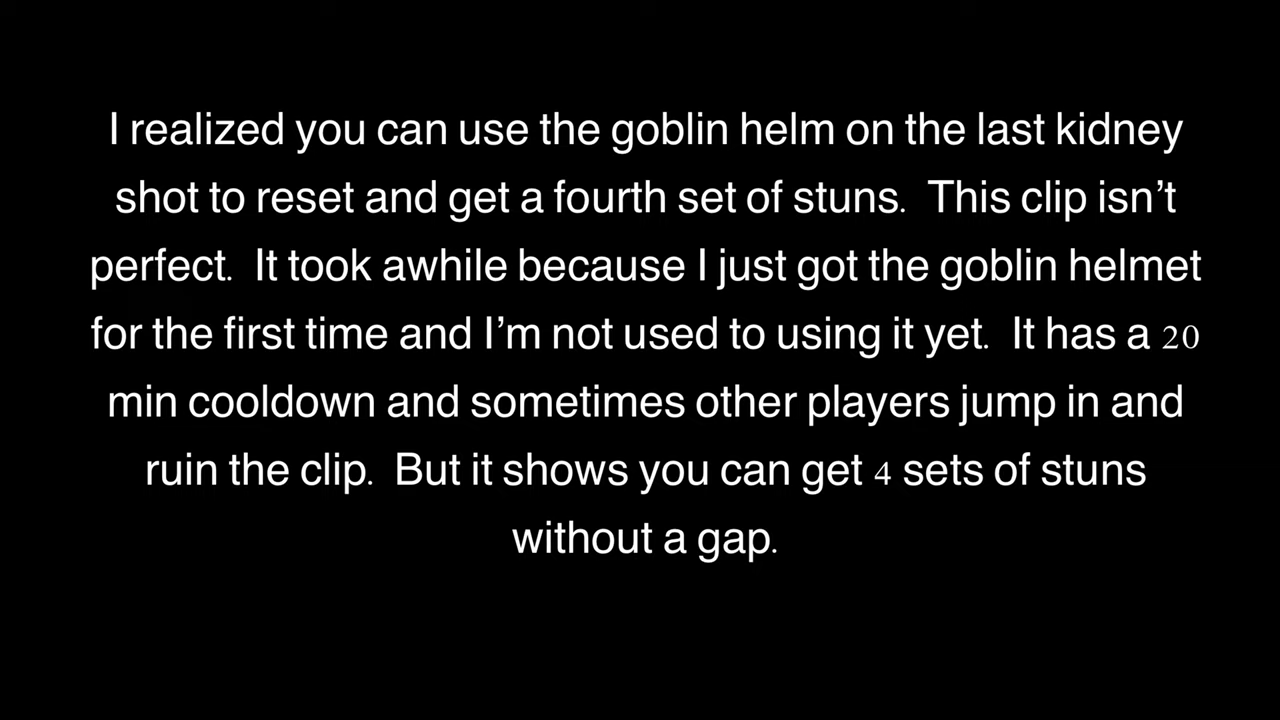 I realized you can use the goblin helm on the last kidney
shot to reset and get a fourth set of stuns.  This clip isn’t
perfect.  It took awhile because I just got the goblin helmet
for the first time and I’m not used to using it yet.  It has a 20
min cooldown and sometimes other players jump in and
ruin the clip.  But it shows you can get 4 sets of stuns
without a gap.